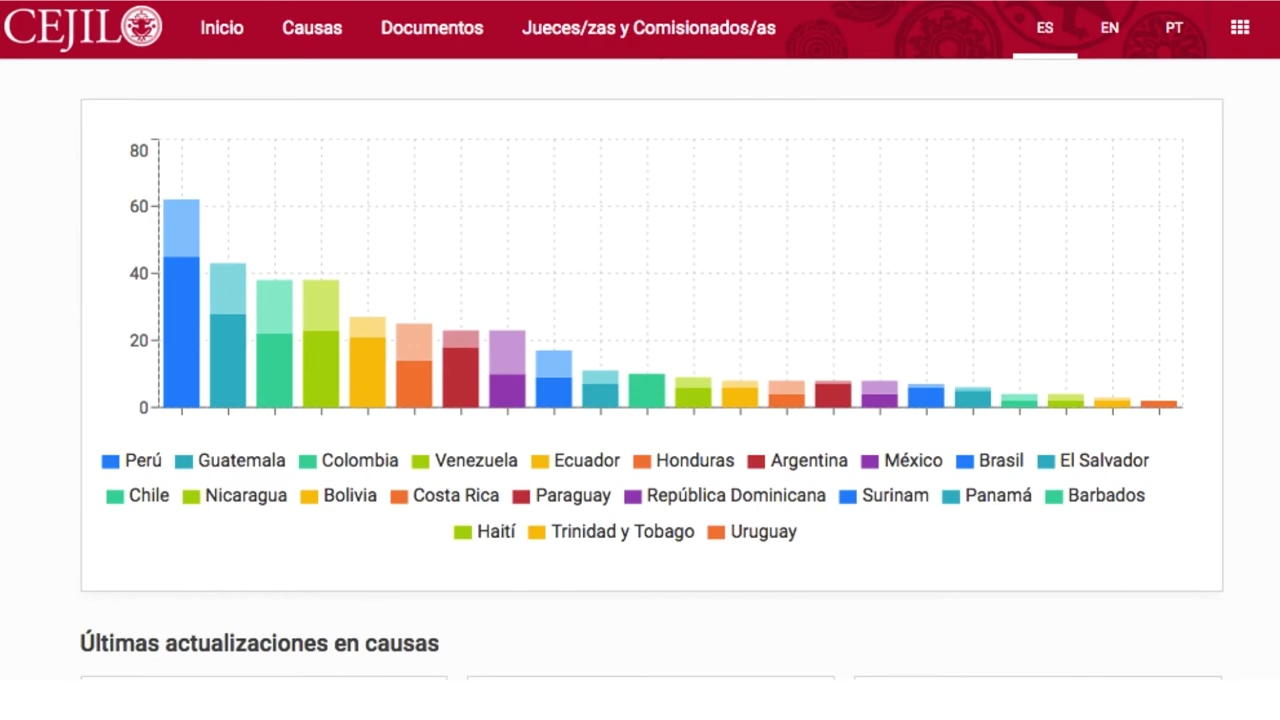 CEJIL Inicio Causas Documentos Jueces/zas y Comisionados/as ES EN PT
80
60
40
20
0
Perú Guatemala Colombia Venezuela Ecuador Honduras Argentina México Brasil El Salvador
Chile Nicaragua Bolivia Costa Rica Paraguay República Dominicana Surinam Panamá Barbados
Haití Trinidad y Tobago Uruguay
Últimas actualizaciones en causas